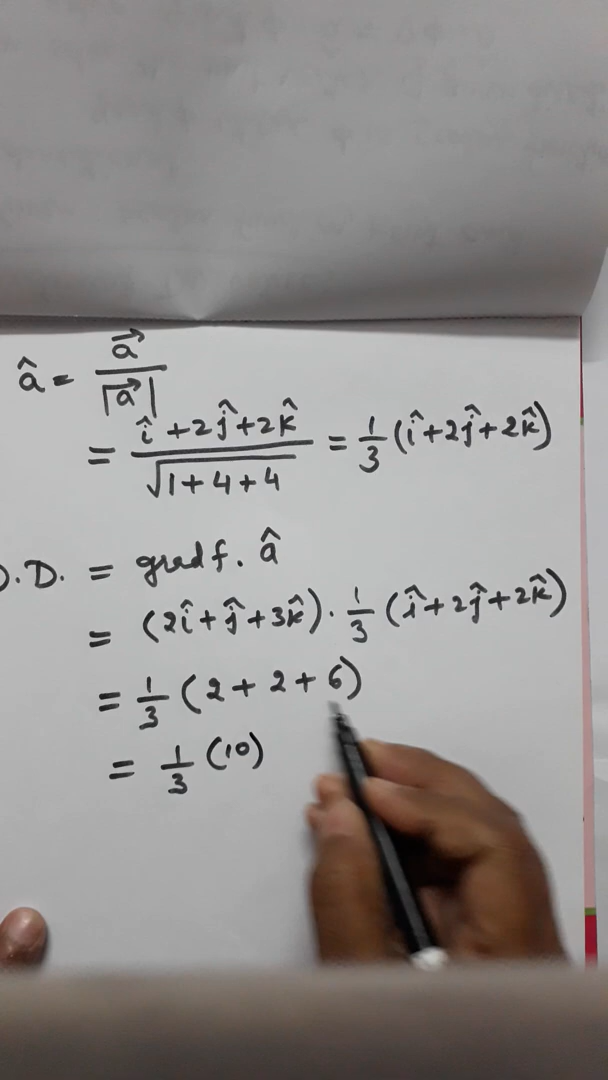 â = a⃗ / |a⃗|
= (î + 2ĵ + 2k̂) / √(1+4+4) = 1/3 (î + 2ĵ + 2k̂)
D.D. = grad f. â
= (2î + ĵ + 3k̂) · 1/3 (î + 2ĵ + 2k̂)
= 1/3 (2 + 2 + 6)
= 1/3 (10)